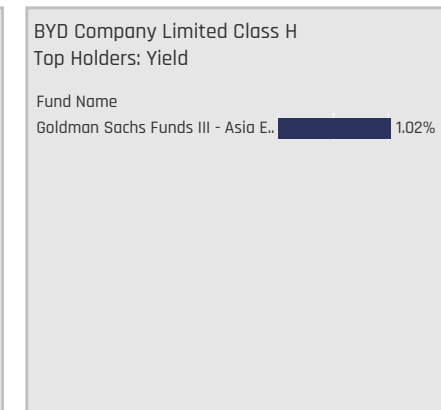 BYD Company Limited Class H
Top Holders: Yield
Fund Name
Goldman Sachs Funds III - Asia E.. 1.02%